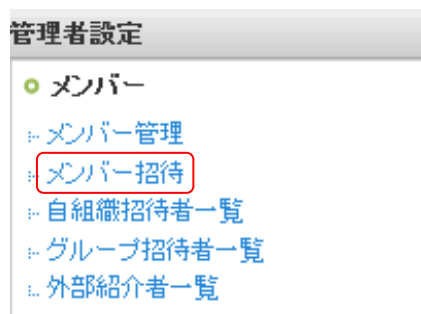 管理者設定
メンバー
メンバー管理
メンバー招待
自組織招待者一覧
グループ招待者一覧
外部紹介者一覧